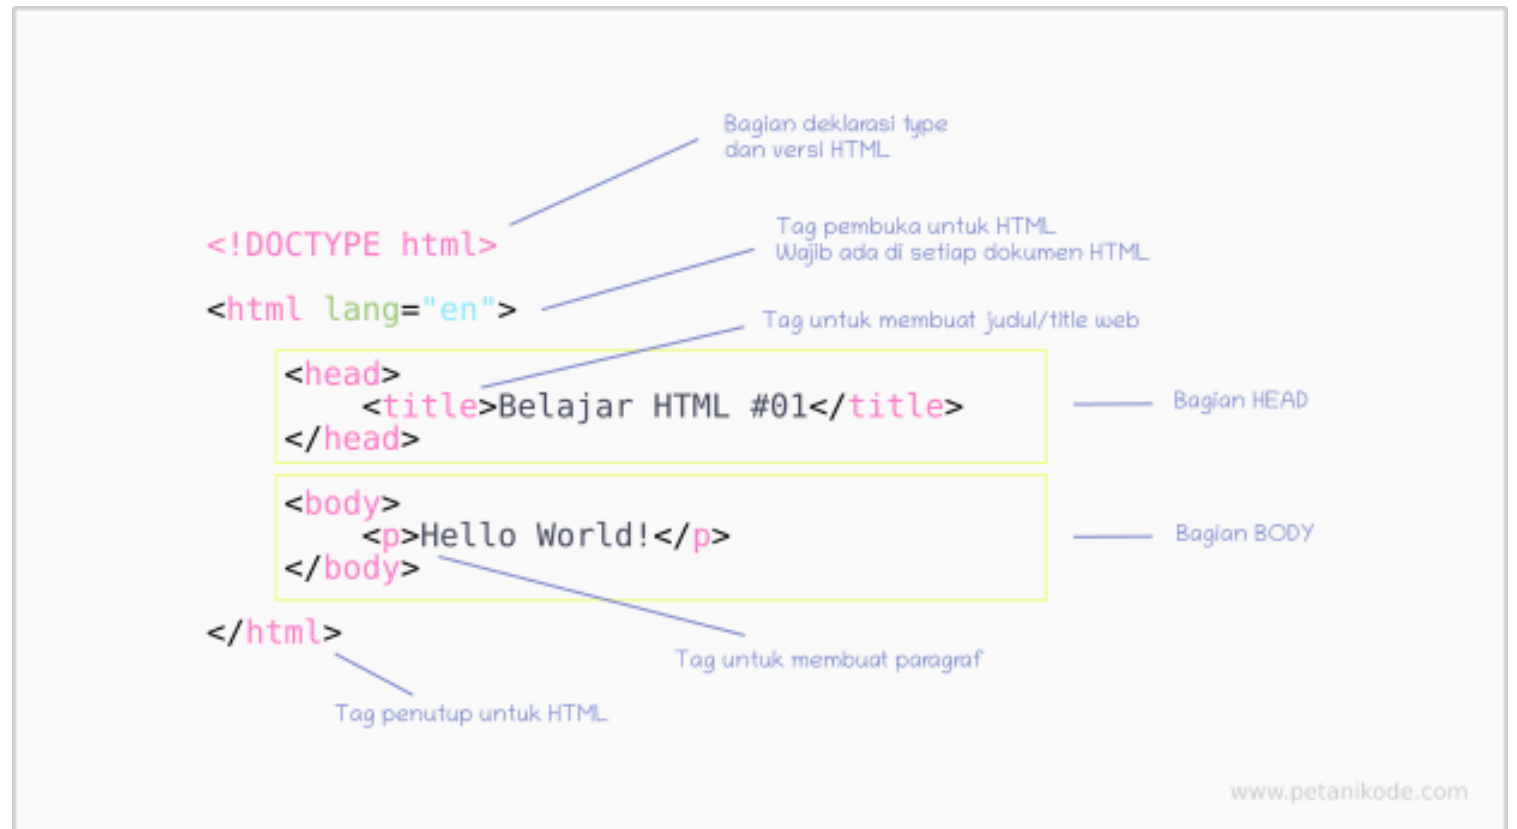 Bagian deklarasi type
dan versi HTML
<!DOCTYPE html>
Tag pembuka untuk HTML
Wajib ada di setiap dokumen HTML
<html lang="en">
Tag untuk membuat judul/title web
<head>
<title>Belajar HTML #01</title>
</head>
Bagian HEAD
<body>
<p>Hello World!</p>
</body>
Bagian BODY
</html>
Tag untuk membuat paragraf
Tag penutup untuk HTML
www.petanikode.com